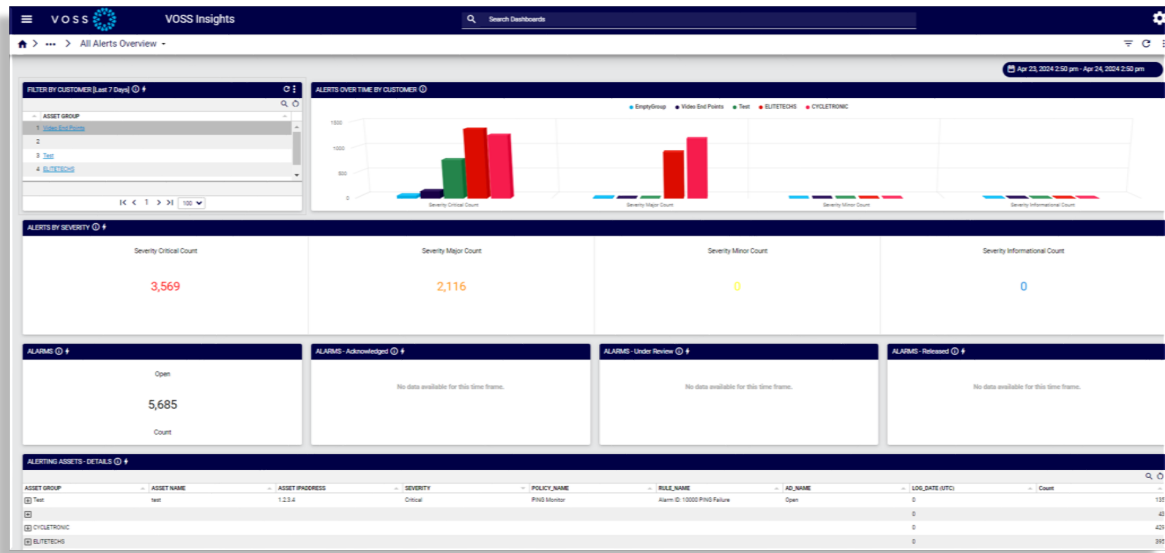 VOSS VOSS Insights Search Dashboards
> ••• > All Alerts Overview
Apr 23, 2024 2:50 pm - Apr 24, 2024 2:50 pm
FILTER BY CUSTOMER [Last 7 Days]
ASSET GROUP
1 Video End Points
2
3 Test
4 ELITETECHS
1 100
ALERTS OVER TIME BY CUSTOMER
EmptyGroup Video End Points Test ELITETECHS CYCLETRONIC
1500
1000
500
0
Severity Critical Count Severity Major Count Severity Minor Count Severity Informational Count
ALERTS BY SEVERITY
Severity Critical Count Severity Major Count Severity Minor Count Severity Informational Count
3,569 2,116 0 0
ALARMS ALARMS - Acknowledged ALARMS - Under Review ALARMS - Released
Open
No data available for this time frame. No data available for this time frame. No data available for this time frame.
5,685
Count
ALERTING ASSETS - DETAILS
ASSET GROUP ASSET NAME ASSET IPADDRESS SEVERITY POLICY_NAME RULE_NAME AD_NAME LOG_DATE (UTC) Count
Test test 1.2.3.4 Critical PING Monitor Alarm ID: 10000 PING Failure Open 0
0
CYCLETRONIC 0
ELITETECHS 0